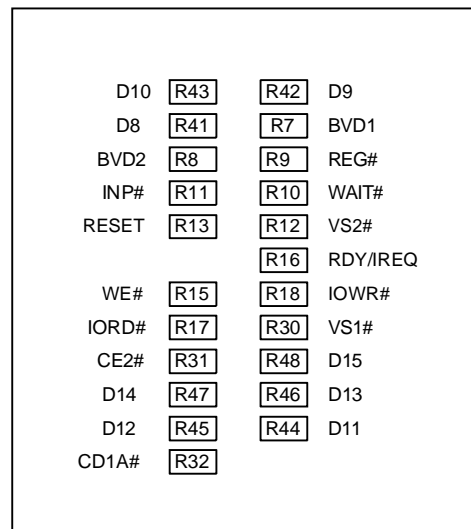 D10 R43 R42 D9
D8 R41 R7 BVD1
BVD2 R8 R9 REG#
INP# R11 R10 WAIT#
RESET R13 R12 VS2#
R16 RDY/IREQ
WE# R15 R18 IOWR#
IORD# R17 R30 VS1#
CE2# R31 R48 D15
D14 R47 R46 D13
D12 R45 R44 D11
CD1A# R32